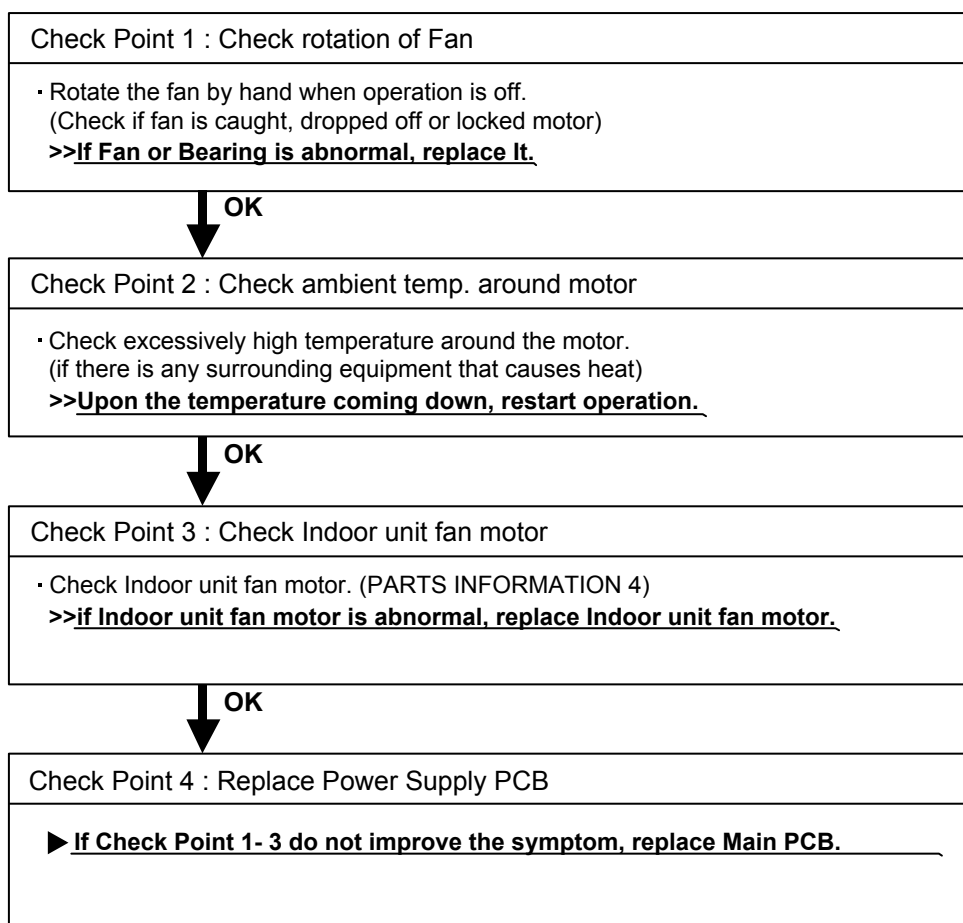 Check Point 1 : Check rotation of Fan
・Rotate the fan by hand when operation is off.
(Check if fan is caught, dropped off or locked motor)
>>If Fan or Bearing is abnormal, replace It.
OK
Check Point 2 : Check ambient temp. around motor
・Check excessively high temperature around the motor.
(if there is any surrounding equipment that causes heat)
>>Upon the temperature coming down, restart operation.
OK
Check Point 3 : Check Indoor unit fan motor
・Check Indoor unit fan motor. (PARTS INFORMATION 4)
>>if Indoor unit fan motor is abnormal, replace Indoor unit fan motor.
OK
Check Point 4 : Replace Power Supply PCB
▶If Check Point 1- 3 do not improve the symptom, replace Main PCB.